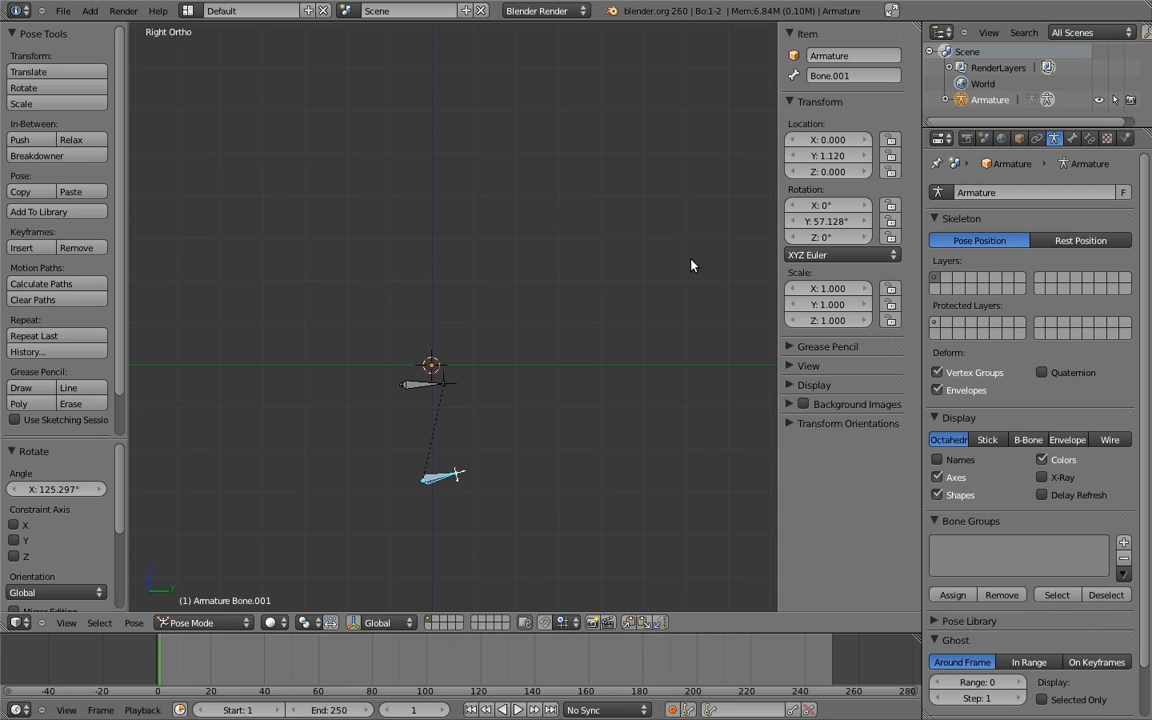 File Add Render Help Default Scene Blender Render blender.org 260 | Bo:1-2 | Mem:6.84M (0.10M) | Armature
Pose Tools
Transform:
Translate
Rotate
Scale
In-Between:
Push Relax
Breakdowner
Pose:
Copy Paste
Add To Library
Keyframes:
Insert Remove
Motion Paths:
Calculate Paths
Clear Paths
Repeat:
Repeat Last
History...
Grease Pencil:
Draw Line
Poly Erase
Use Sketching Sessio
Rotate
Angle
X: 125.297°
Constraint Axis
X
Y
Z
Orientation
Global
Right Ortho
y
(1) Armature Bone.001
Item
Armature
Bone.001
Transform
Location:
X: 0.000
Y: 1.120
Z: 0.000
Rotation:
X: 0°
Y: 57.128°
Z: 0°
XYZ Euler
Scale:
X: 1.000
Y: 1.000
Z: 1.000
Grease Pencil
View
Display
Background Images
Transform Orientations
View Search All Scenes
Scene
RenderLayers
World
Armature
Armature Armature
Armature F
Skeleton
Pose Position Rest Position
Layers:
Protected Layers:
Deform:
Vertex Groups Quaternion
Envelopes
Display
Octahedr Stick B-Bone Envelope Wire
Names Colors
Axes X-Ray
Shapes Delay Refresh
Bone Groups
Assign Remove Select Deselect
Pose Library
Ghost
Around Frame In Range On Keyframes
Range: 0 Display:
Step: 1 Selected Only
View Select Pose Pose Mode Global
-40 -20 0 20 40 60 80 100 120 140 160 180 200 220 240 260 280
View Frame Playback Start: 1 End: 250 1 No Sync